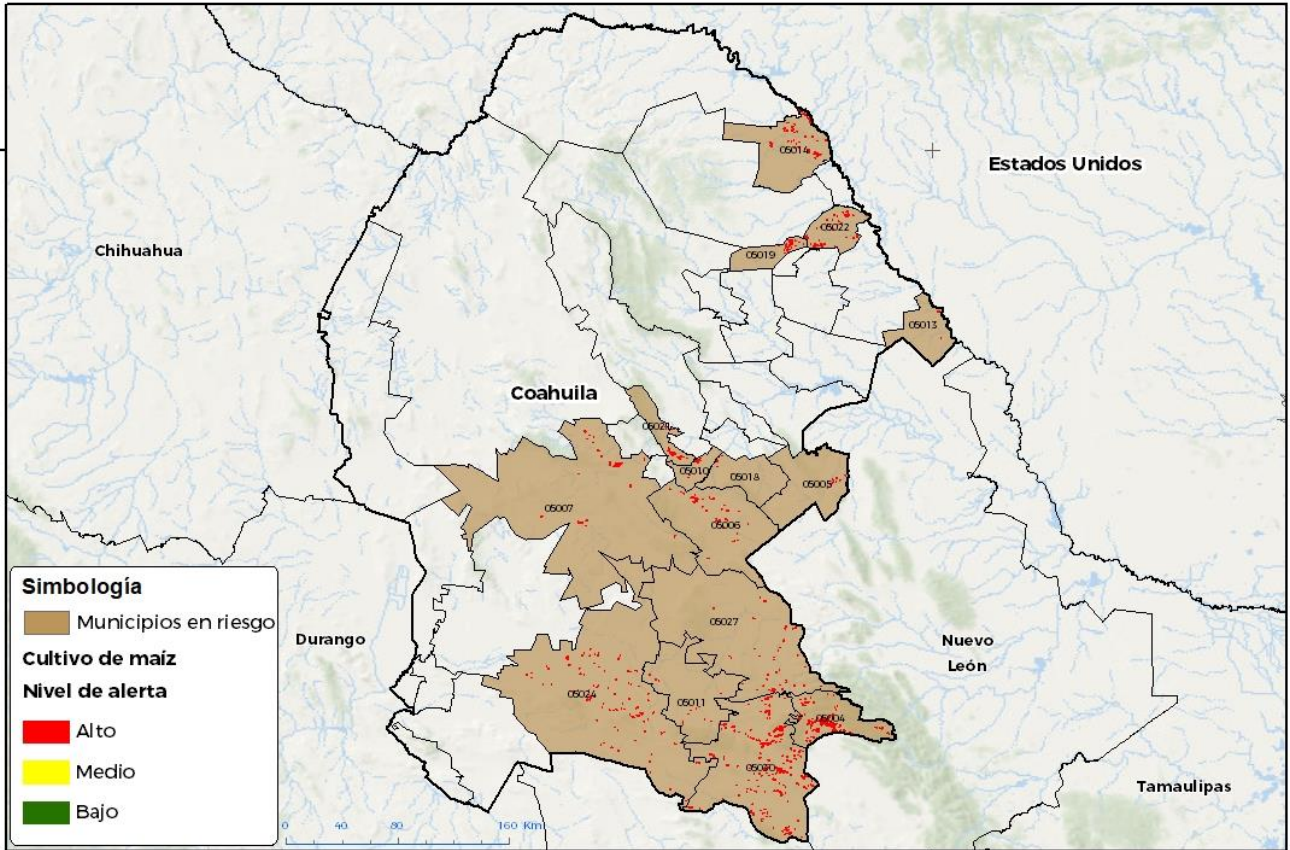 05014
Estados Unidos
05022
Chihuahua
05019
05013
Coahuila
05021
05010
05018
05005
05007
05006
Simbología
Municipios en riesgo
Cultivo de maíz
Nivel de alerta
Alto
Medio
Bajo
Durango
05027
Nuevo
León
05024
05011
05004
05030
Tamaulipas
0 40 80 160 Km